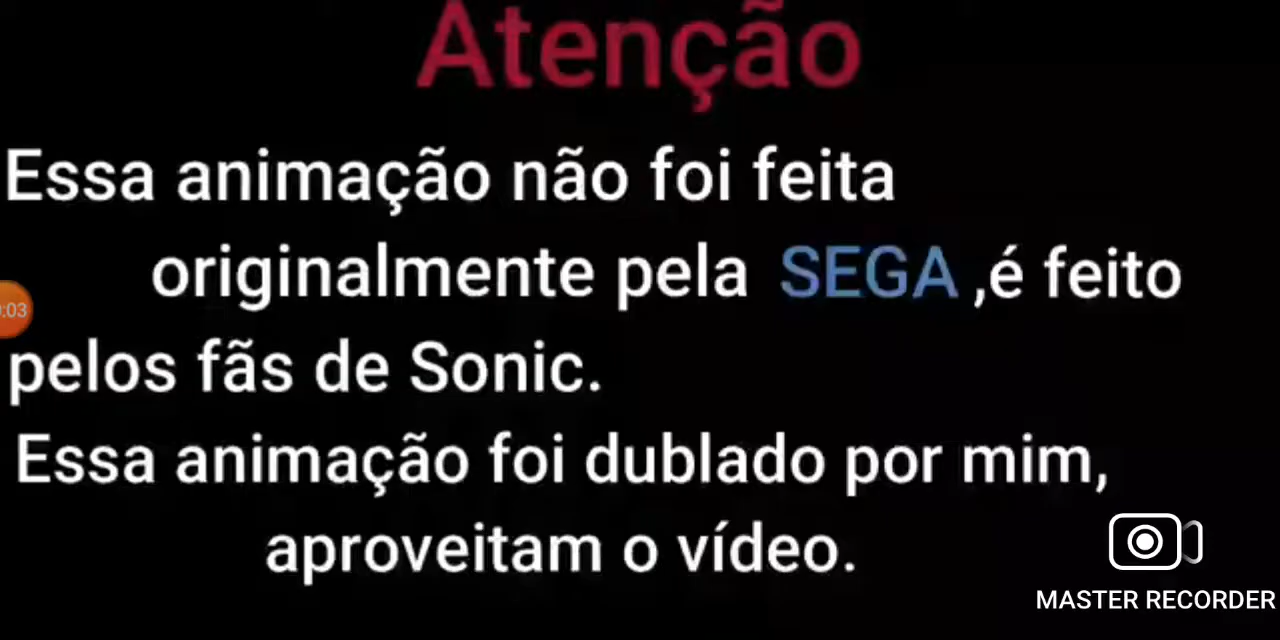 Atenção
Essa animação não foi feita
originalmente pela SEGA ,é feito
:03
pelos fãs de Sonic.
Essa animação foi dublado por mim,
aproveitam o vídeo.
MASTER RECORDER